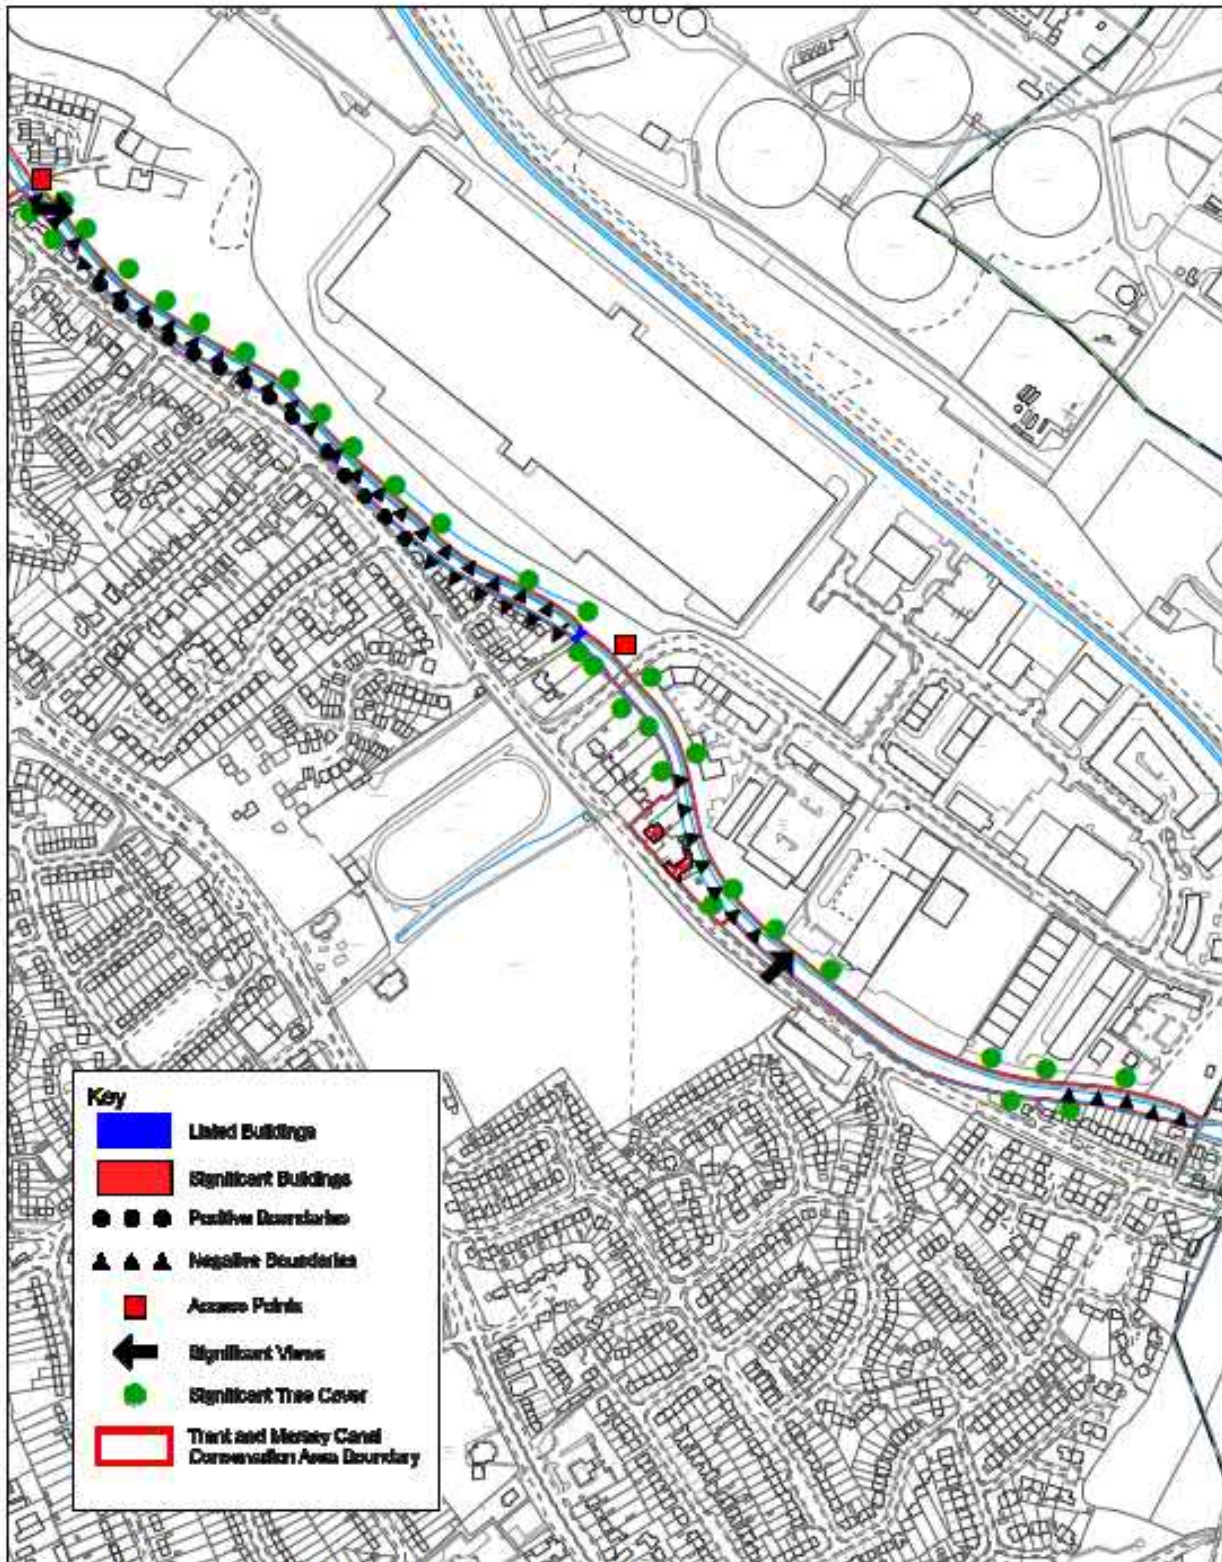 Key
Listed Buildings
Significant Buildings
Positive Boundaries
Negative Boundaries
Access Points
Significant Views
Significant Tree Cover
Trent and Mersey Canal
Conservation Area Boundary